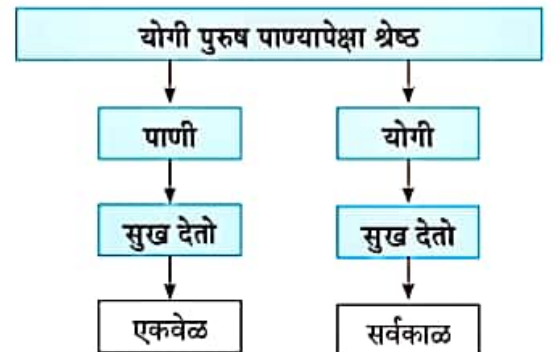 योगी पुरुष पाण्यापेक्षा श्रेष्ठ
पाणी
योगी
सुख देतो
सुख देतो
एकवेळ
सर्वकाळ